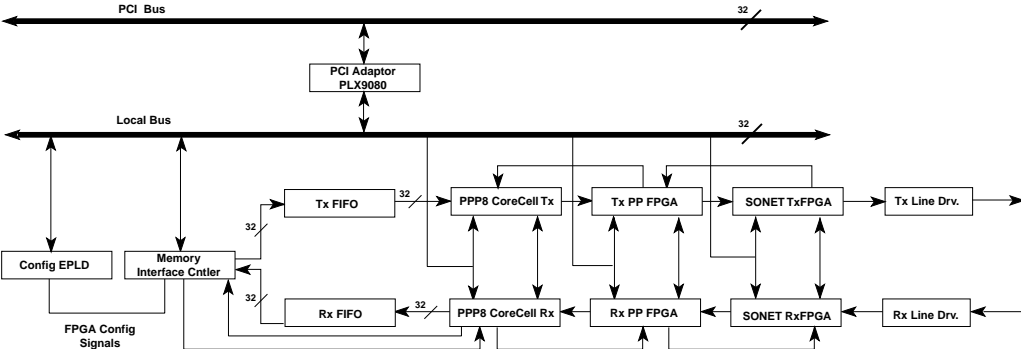 PCI Bus
32
PCI Adaptor
PLX9080
Local Bus
32
Tx FIFO
32
PPP8 CoreCell Tx
Tx PP FPGA
SONET TxFPGA
Tx Line Drv.
32
Config EPLD
Memory
Interface Cntler
32
Rx FIFO
32
PPP8 CoreCell Rx
Rx PP FPGA
SONET RxFPGA
Rx Line Drv.
FPGA Config
Signals